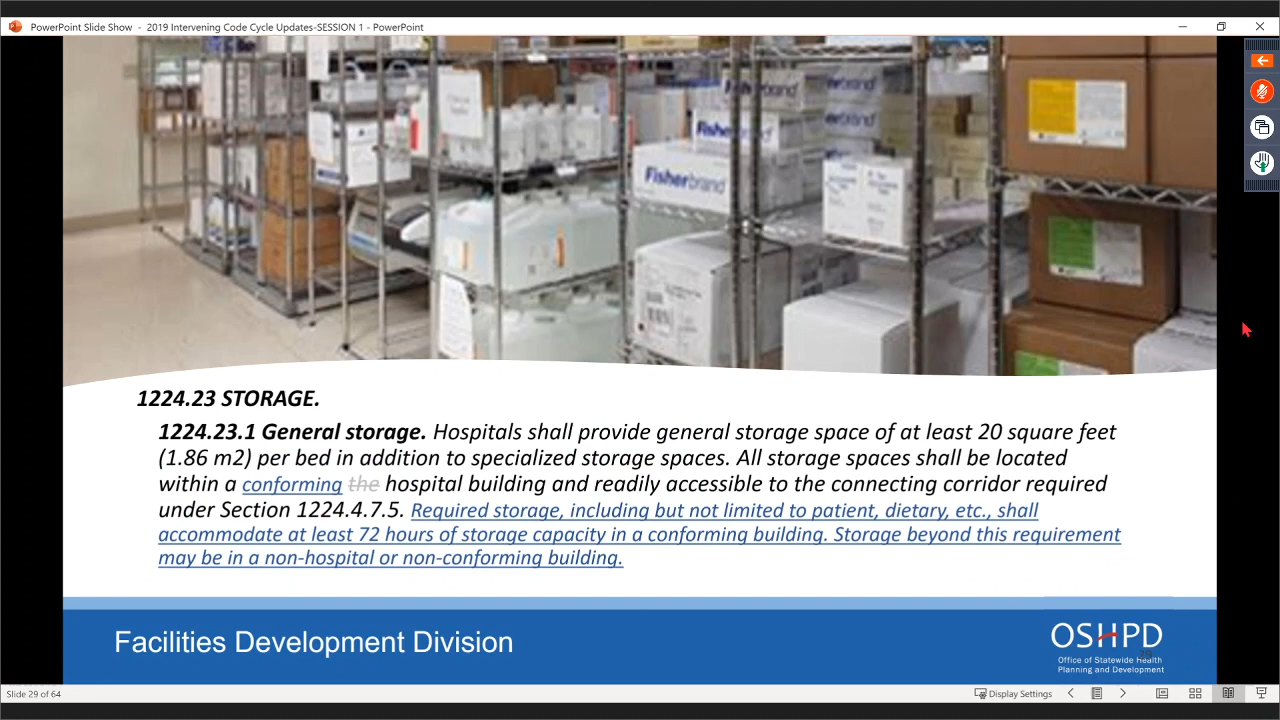 PowerPoint Slide Show - 2019 Intervening Code Cycle Updates-SESSION 1 - PowerPoint
Fisherbrand
Fisherbrand
1224.23 STORAGE.
1224.23.1 General storage. Hospitals shall provide general storage space of at least 20 square feet
(1.86 m2) per bed in addition to specialized storage spaces. All storage spaces shall be located
within a conforming the hospital building and readily accessible to the connecting corridor required
under Section 1224.4.7.5. Required storage, including but not limited to patient, dietary, etc., shall
accommodate at least 72 hours of storage capacity in a conforming building. Storage beyond this requirement
may be in a non-hospital or non-conforming building.
Facilities Development Division
OSHPD
29
Office of Statewide Health
Planning and Development
Slide 29 of 64
Display Settings